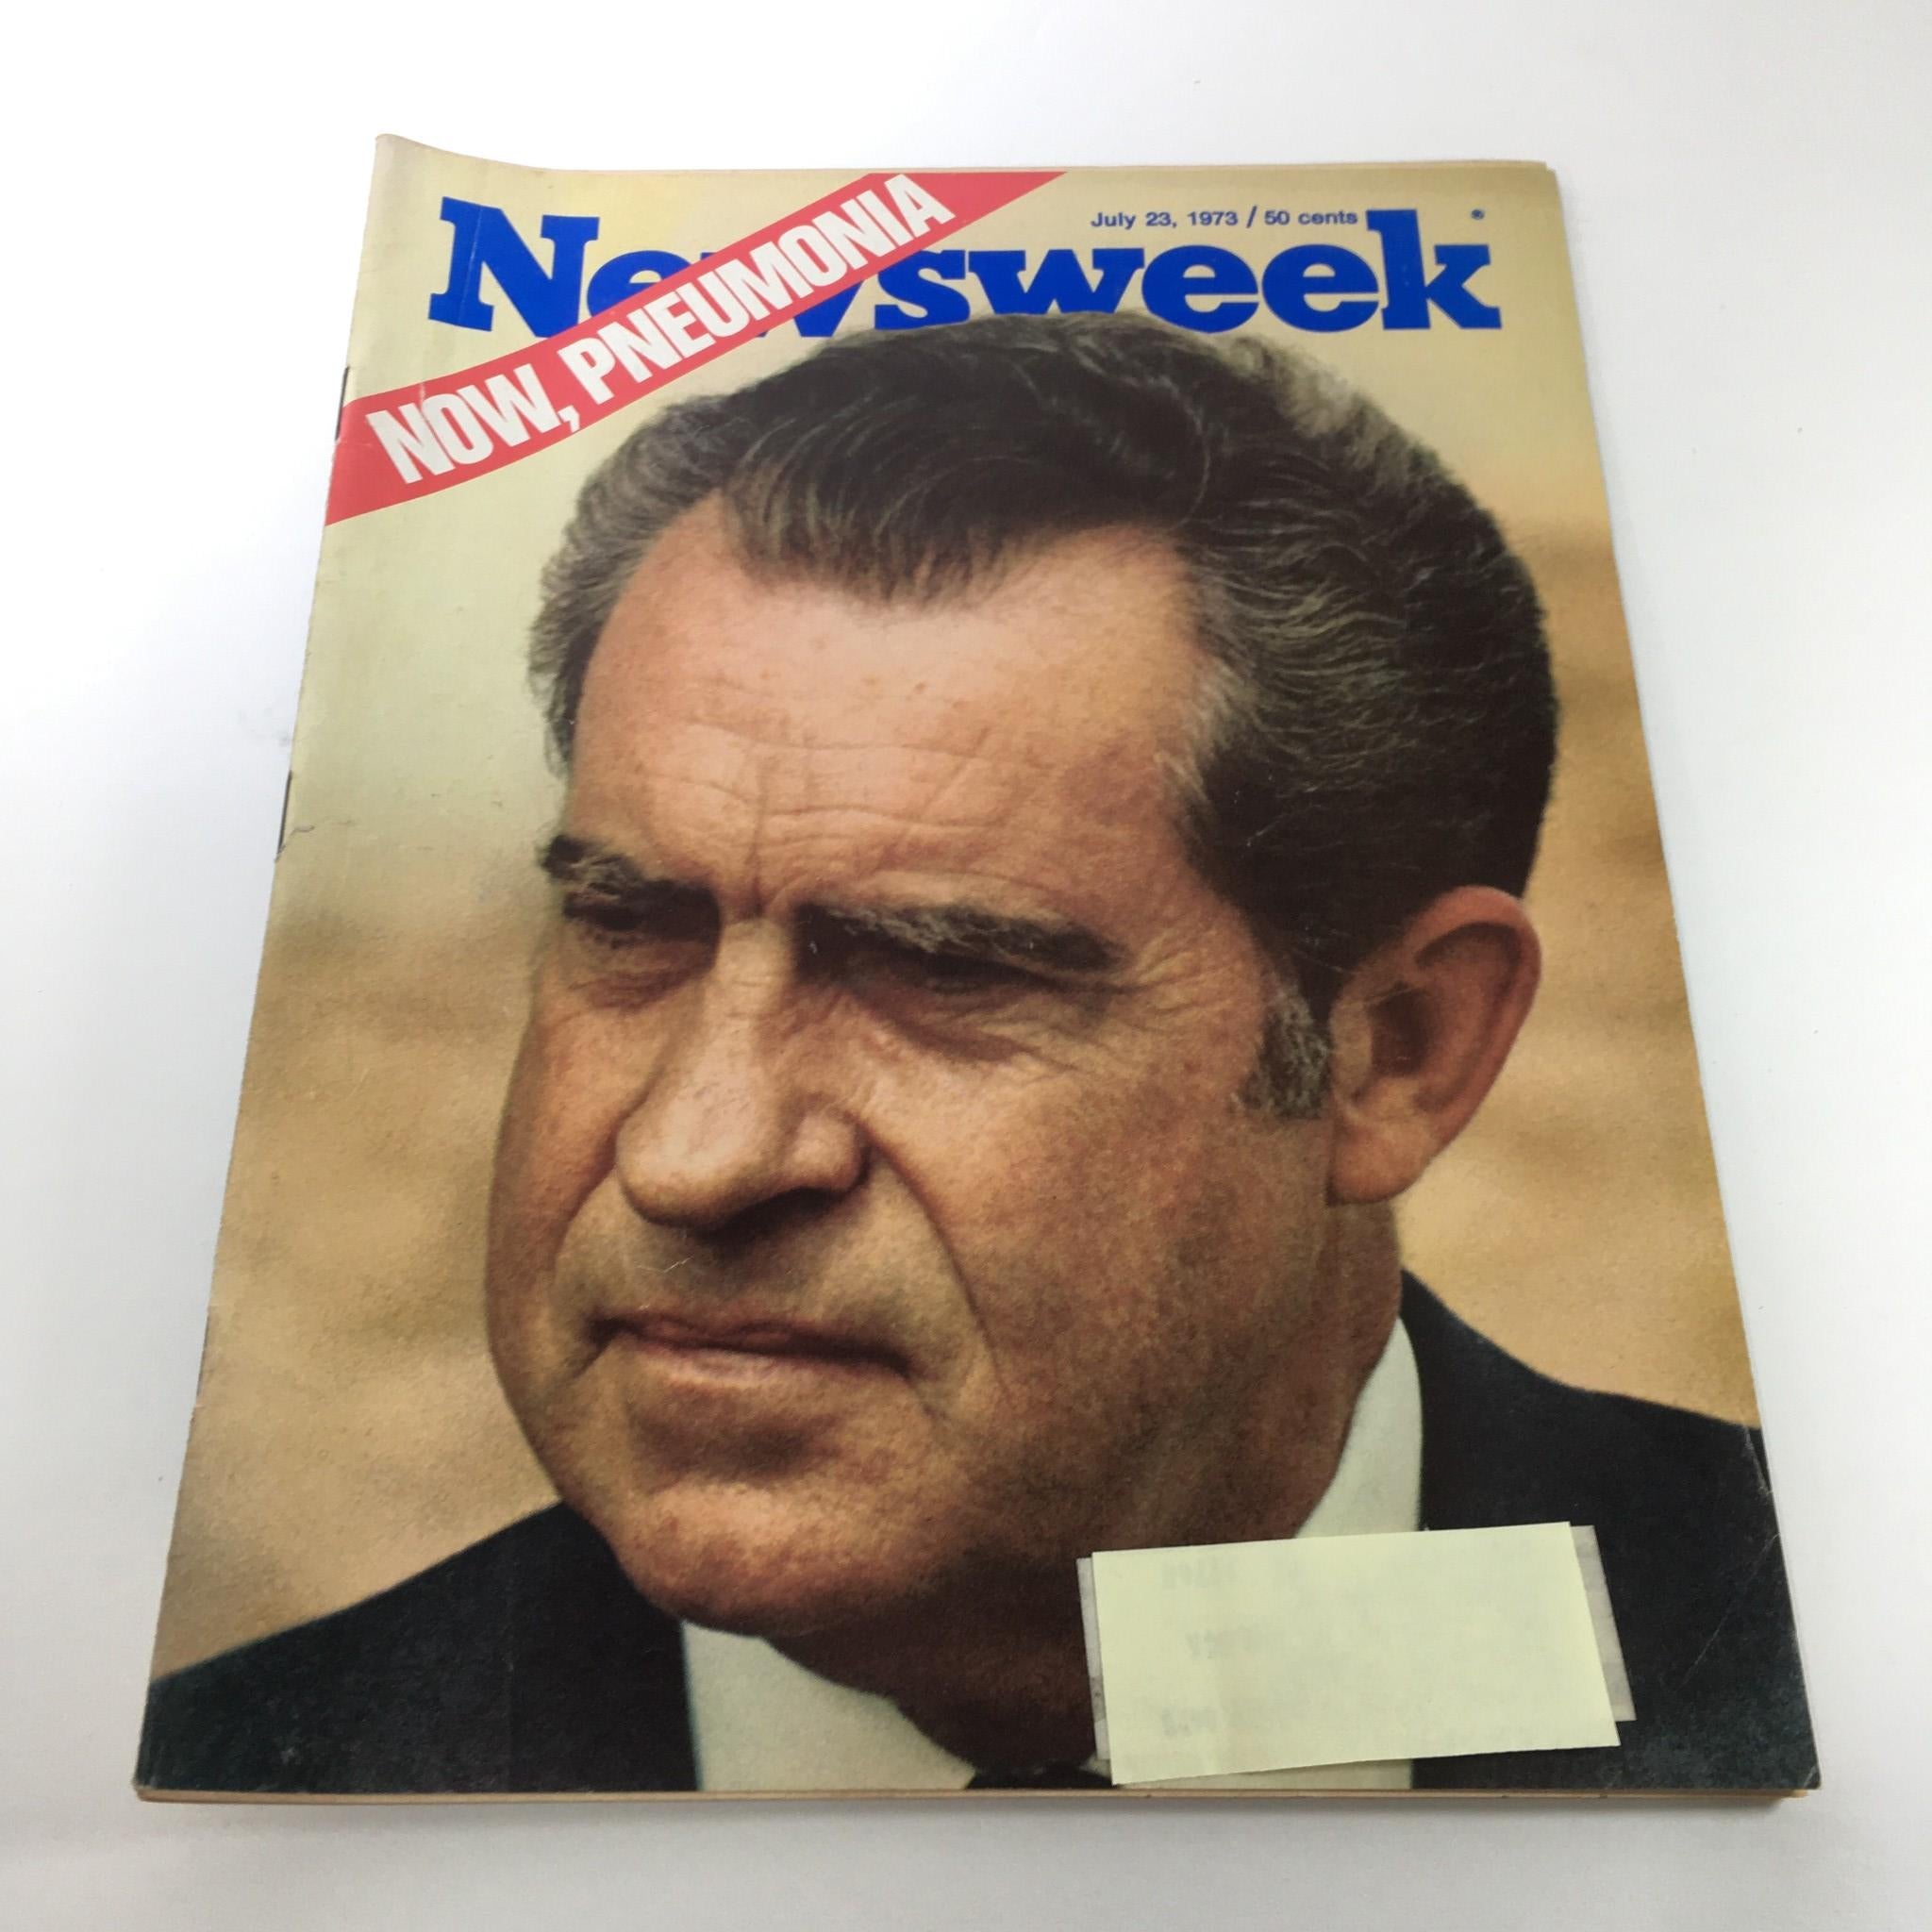 NOW, PNEUMONIA
July 23, 1973 / 50 cents
Newsweek ®